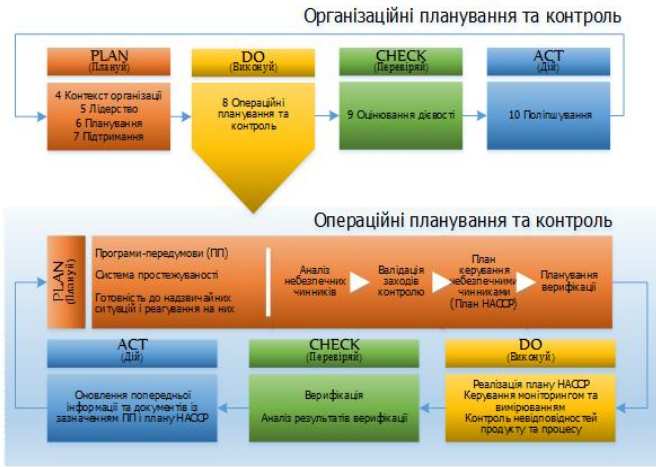 Організаційні планування та контроль
PLAN
(Плануй)
DO
(Виконуй)
CHECK
(Перевіряй)
ACT
(Дій)
4 Контекст організації
5 Лідерство
6 Планування
7 Підтримання
8 Операційні
планування та
контроль
9 Оцінювання дієвості
10 Поліпшування
Операційні планування та контроль
PLAN
(Плануй)
Програми-передумови (ПП)
Система простежуваності
Готовність до надзвичайних
ситуацій і реагування на них
Аналіз
небезпечних
чинників
Валідація
заходів
контролю
План
керування
небезпечними
чинниками
(План НАССР)
Планування
верифікації
ACT
(Дій)
CHECK
(Перевіряй)
DO
(Виконуй)
Оновлення попередньої
інформації та документів із
зазначенням ПП і плану НАССР
Верифікація
Аналіз результатів верифікації
Реалізація плану НАССР
Керування моніторингом та
вимірюванням
Контроль невідповідностей
продукту та процесу